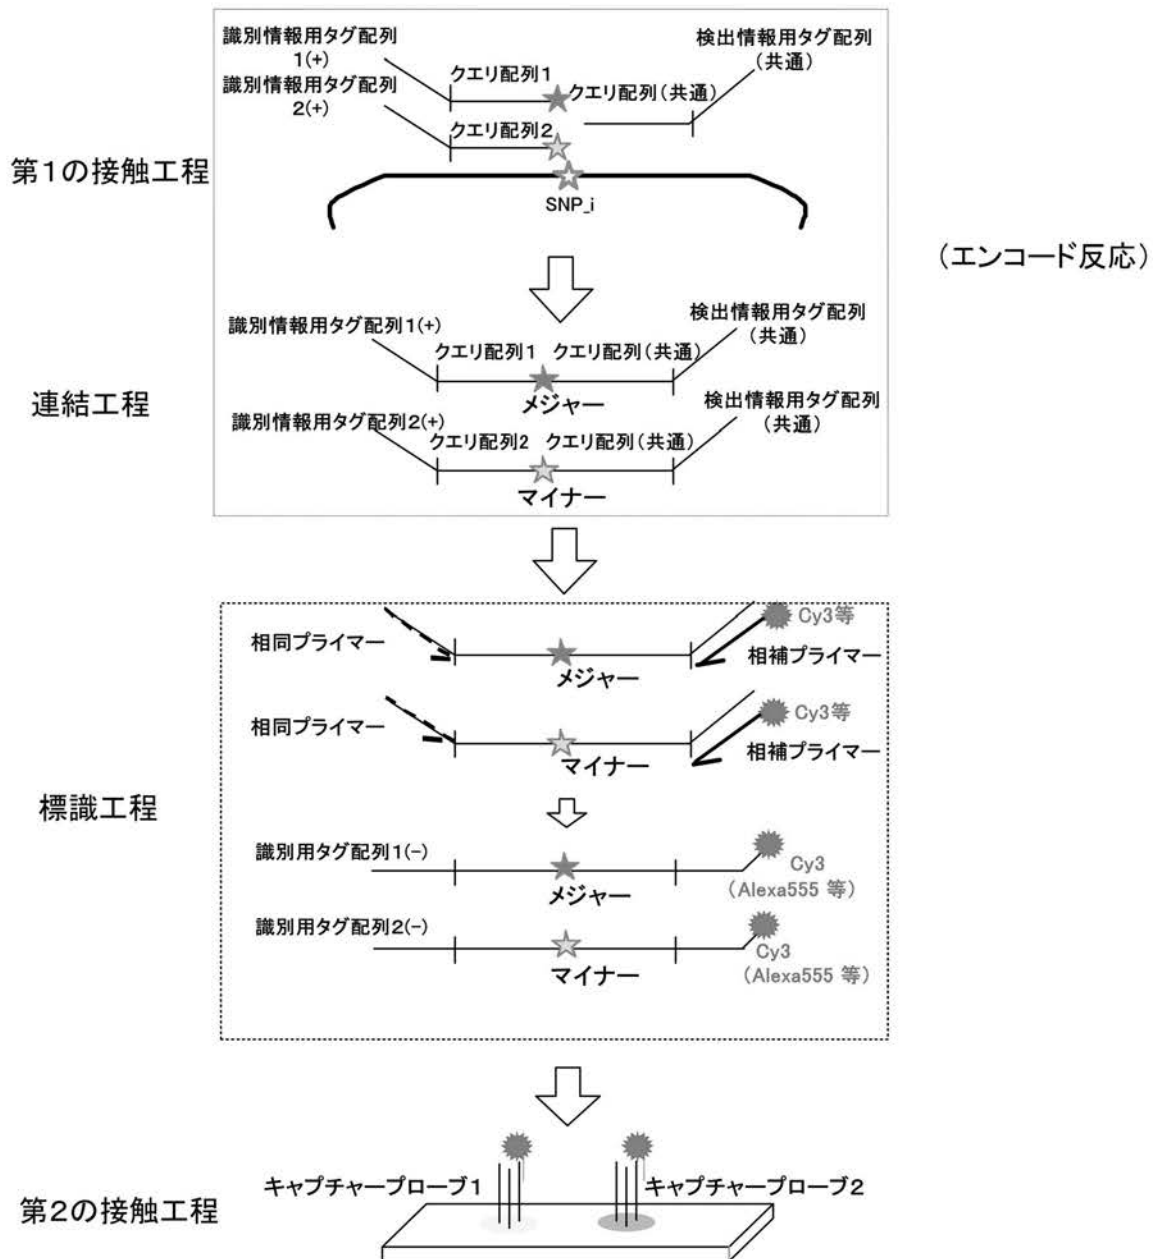 識別情報用タグ配列
1(+)
クエリ配列1
クエリ配列(共通)
検出情報用タグ配列
(共通)
識別情報用タグ配列
2(+)
クエリ配列2
第1の接触工程
SNP_i
(エンコード反応)
識別情報用タグ配列1(+)
クエリ配列1
クエリ配列(共通)
検出情報用タグ配列
(共通)
メジャー
連結工程
識別情報用タグ配列2(+)
クエリ配列2
クエリ配列(共通)
検出情報用タグ配列
(共通)
マイナー
相同プライマー
Cy3等
相補プライマー
メジャー
相同プライマー
Cy3等
相補プライマー
マイナー
標識工程
識別用タグ配列1(-)
メジャー
Cy3
(Alexa555 等)
識別用タグ配列2(-)
マイナー
Cy3
(Alexa555 等)
第2の接触工程
キャプチャープローブ1
キャプチャープローブ2